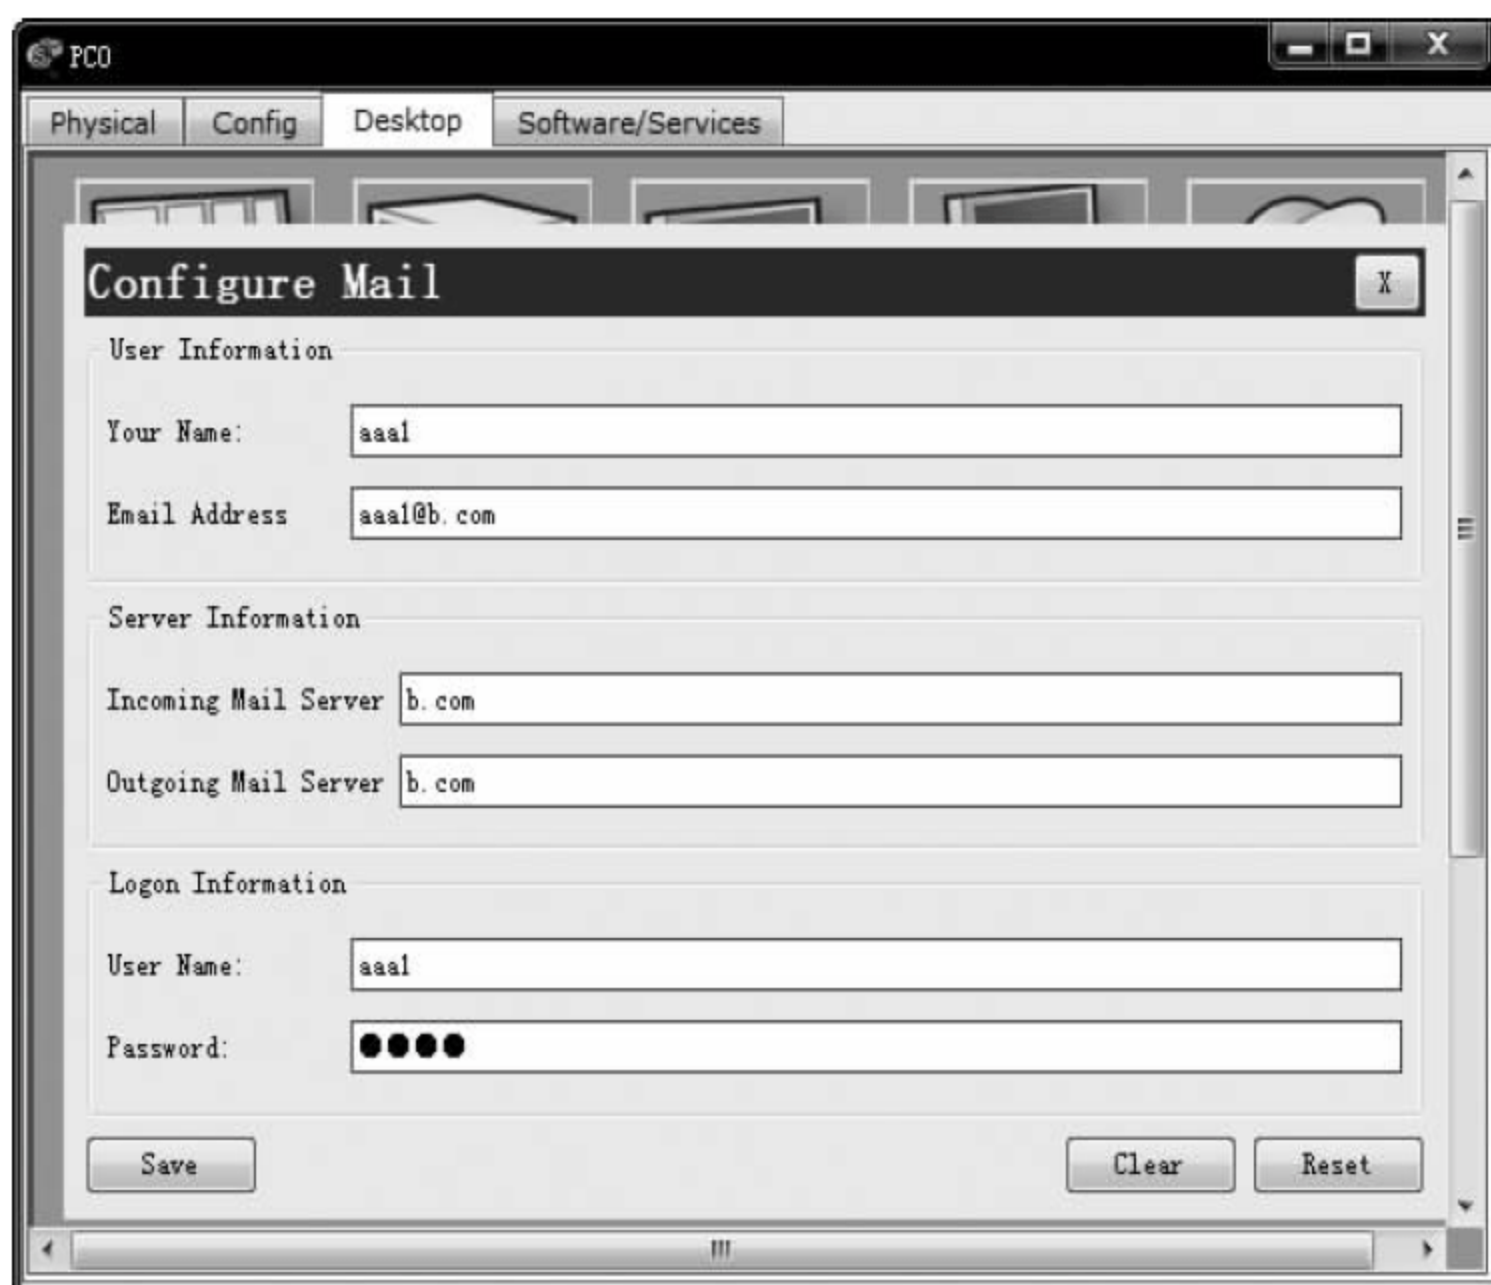 PC0
Physical Config Desktop Software/Services
Configure Mail X
User Information
Your Name: aaa1
Email Address aaa1@b.com
Server Information
Incoming Mail Server b.com
Outgoing Mail Server b.com
Logon Information
User Name: aaa1
Password: ●●●●
Save Clear Reset